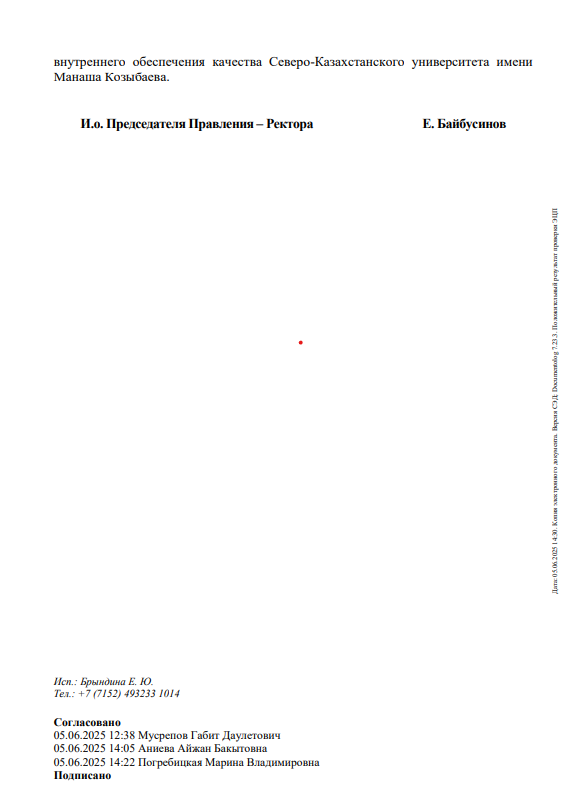 внутреннего обеспечения качества Северо-Казахстанского университета имени
Манаша Козыбаева.
И.о. Председателя Правления – Ректора Е. Байбусинов
Дата: 05.06.2025 14:30. Копия электронного документа. Версия СЭД: Documentolog 7.23.3. Положительный результат проверки ЭЦП
Исп.: Брындина Е. Ю.
Тел.: +7 (7152) 493233 1014
Согласовано
05.06.2025 12:38 Мусрепов Габит Даулетович
05.06.2025 14:05 Аниева Айжан Бакытовна
05.06.2025 14:22 Погребицкая Марина Владимировна
Подписано